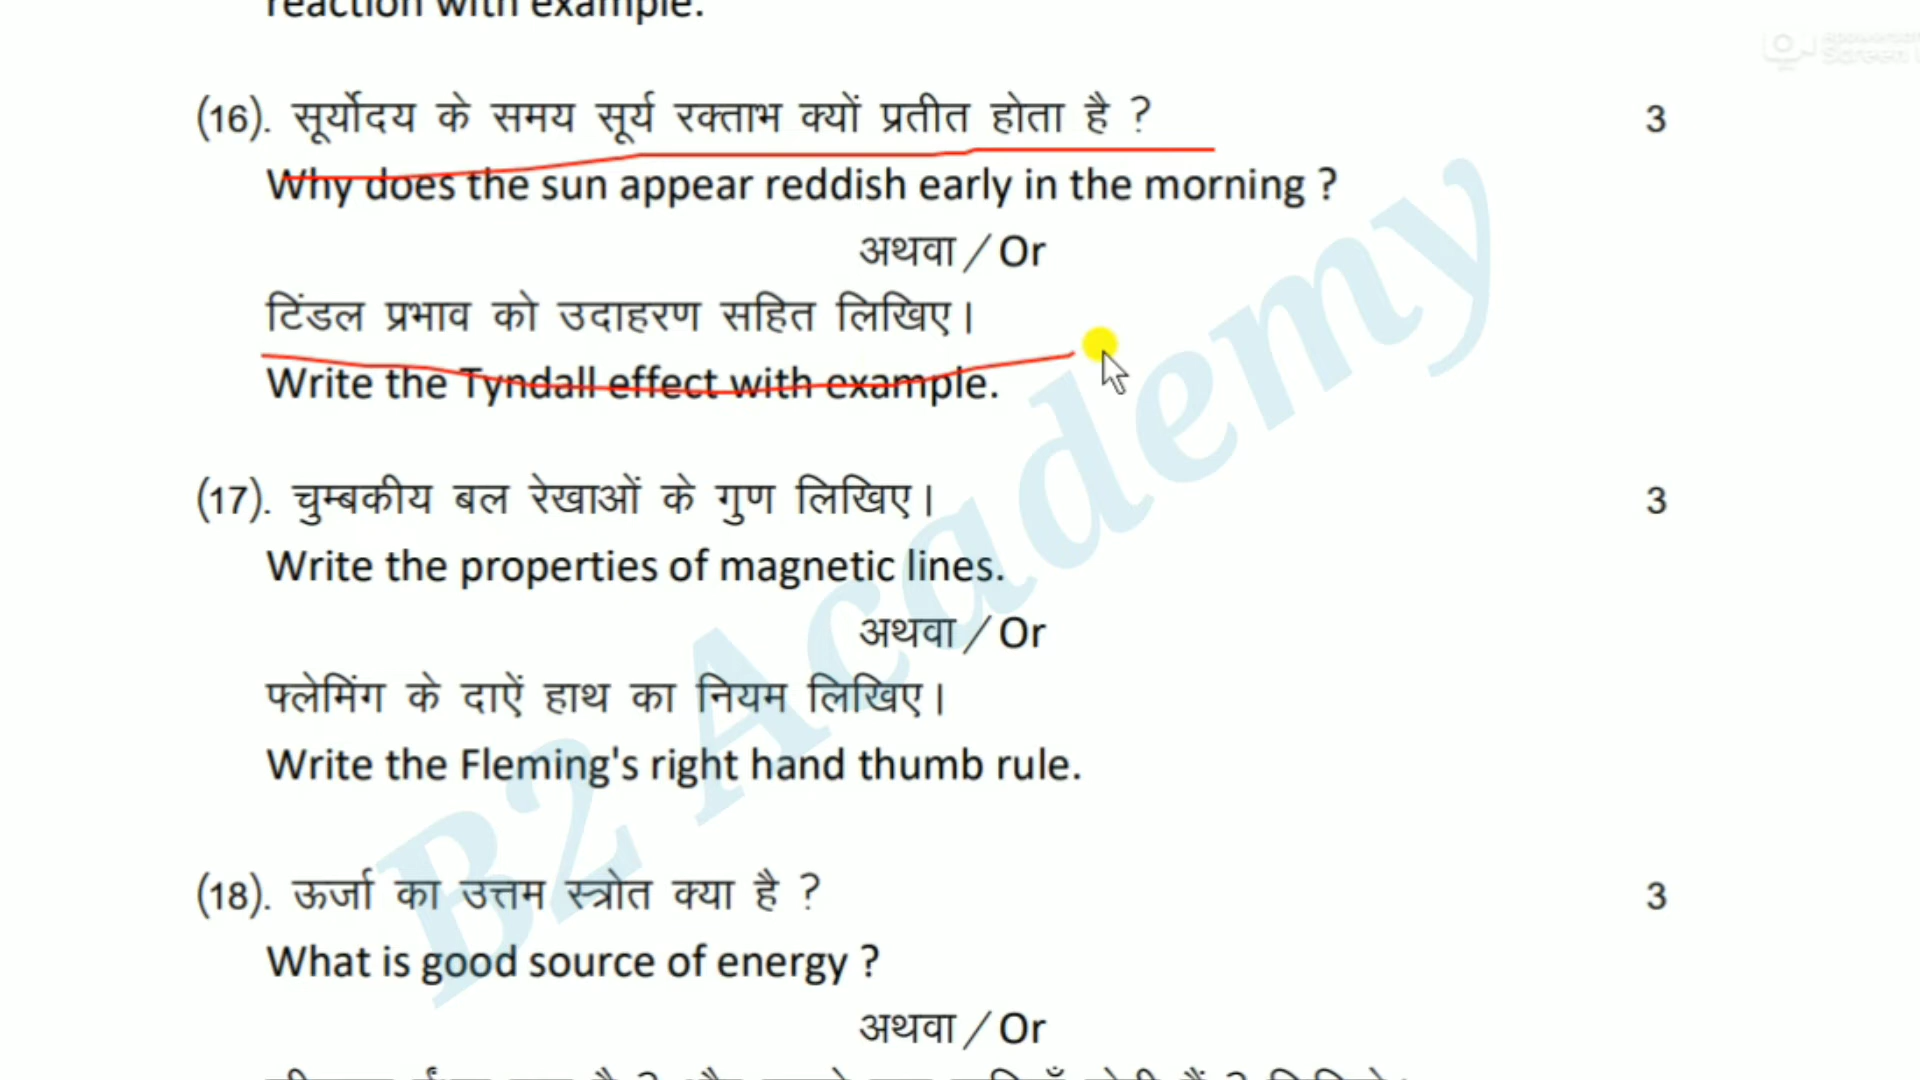 reaction with example.
(16). सूर्योदय के समय सूर्य रक्ताभ क्यों प्रतीत होता है ? 3
Why does the sun appear reddish early in the morning ?
अथवा / Or
टिंडल प्रभाव को उदाहरण सहित लिखिए।
Write the Tyndall effect with example.
(17). चुम्बकीय बल रेखाओं के गुण लिखिए। 3
Write the properties of magnetic lines.
अथवा / Or
फ्लेमिंग के दाऐं हाथ का नियम लिखिए।
Write the Fleming's right hand thumb rule.
(18). ऊर्जा का उत्तम स्त्रोत क्या है ? 3
What is good source of energy ?
अथवा / Or
B2 Academy